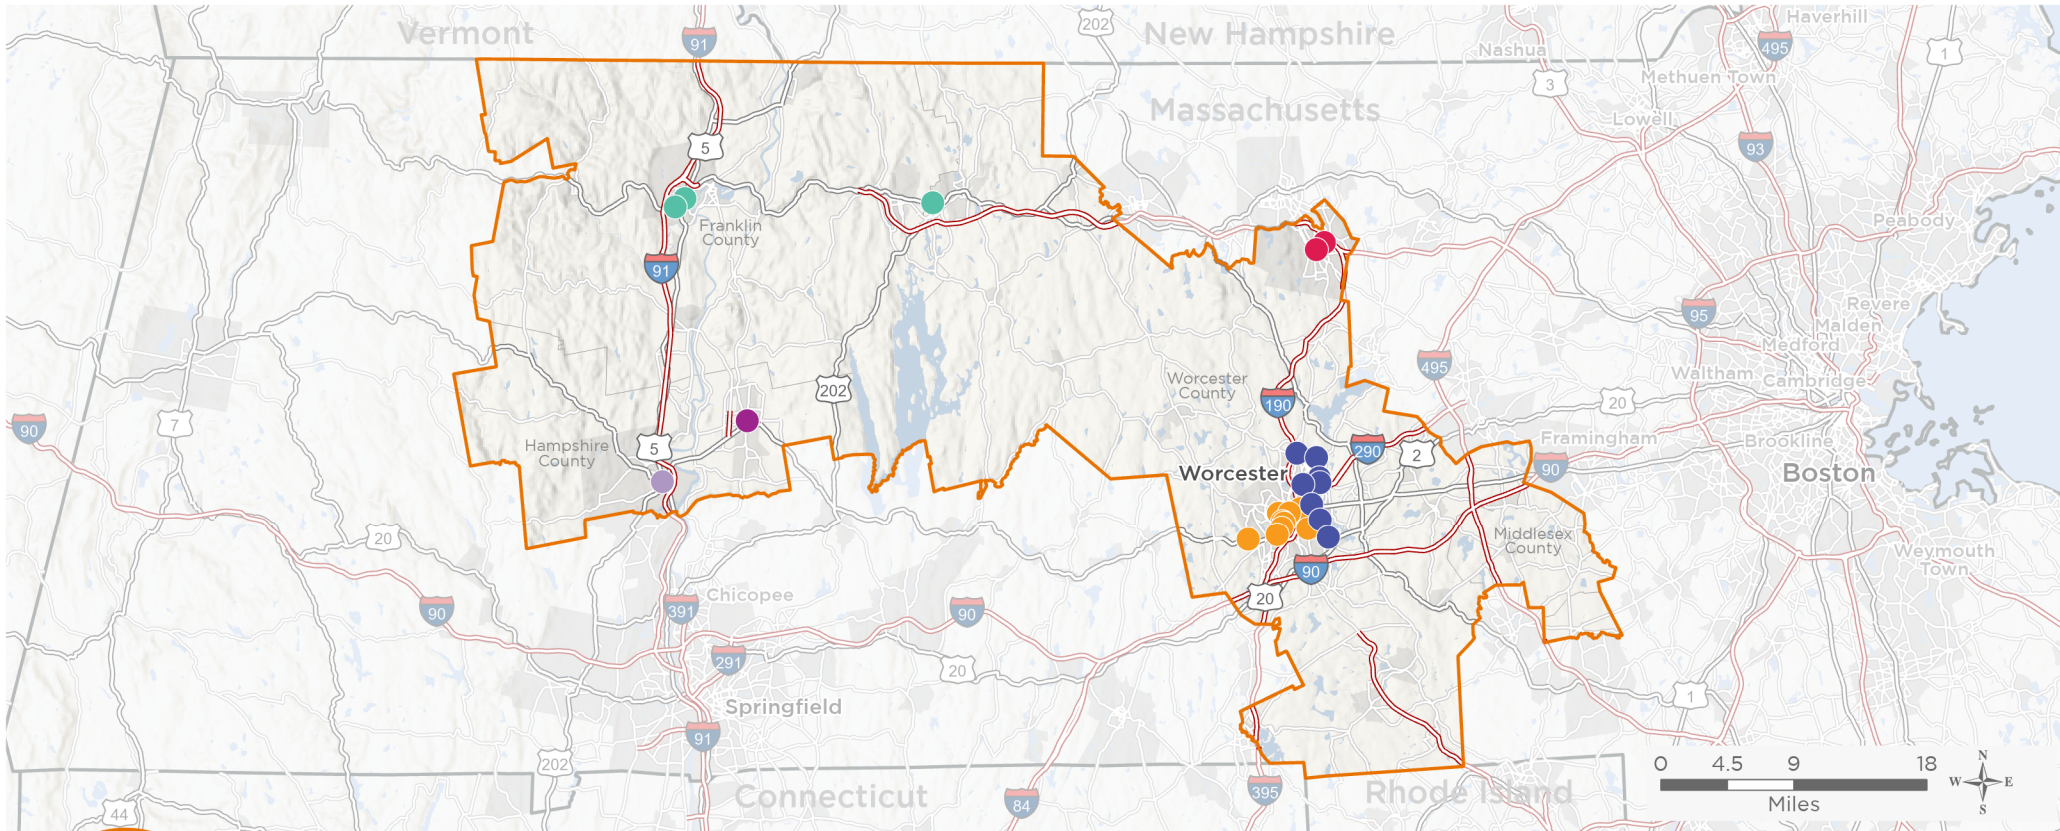 Haverhill
202
Vermont
New Hampshire
91
495
Nashua
1
Methuen Town
3
Massachusetts
Lowell
5
93
Peabody
Franklin
County
91
Revere
95
Malden
Medford
495
Waltham
Cambridge
Worcester
County
202
190
20
7
90
Hampshire
County
5
290
2
Framingham
Brookline
90
Worcester
Boston
20
Middlesex
County
Weymouth
Town
90
20
391
Chicopee
90
90
291
20
1
Springfield
91
202
0 4.5 9 18
Miles
N
W E
S
395
Connecticut
Rhode Island
84
44